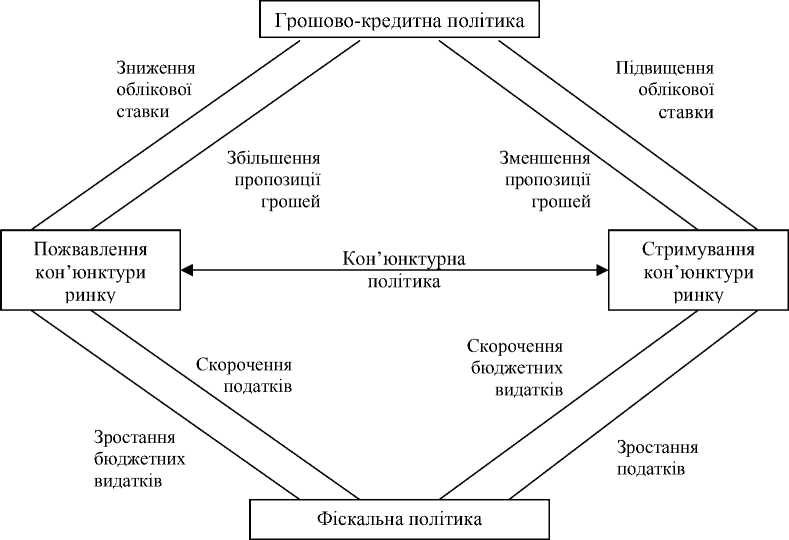 Грошово-кредитна політика
Зниження
облікової
ставки
Підвищення
облікової
ставки
Збільшення
пропозиції
грошей
Зменшення
пропозиції
грошей
Пожвавлення
кон’юнктури
ринку
Кон’юнктурна
політика
Стримування
кон’юнктури
ринку
Скорочення
податків
Скорочення
бюджетних
видатків
Зростання
бюджетних
видатків
Зростання
податків
Фіскальна політика